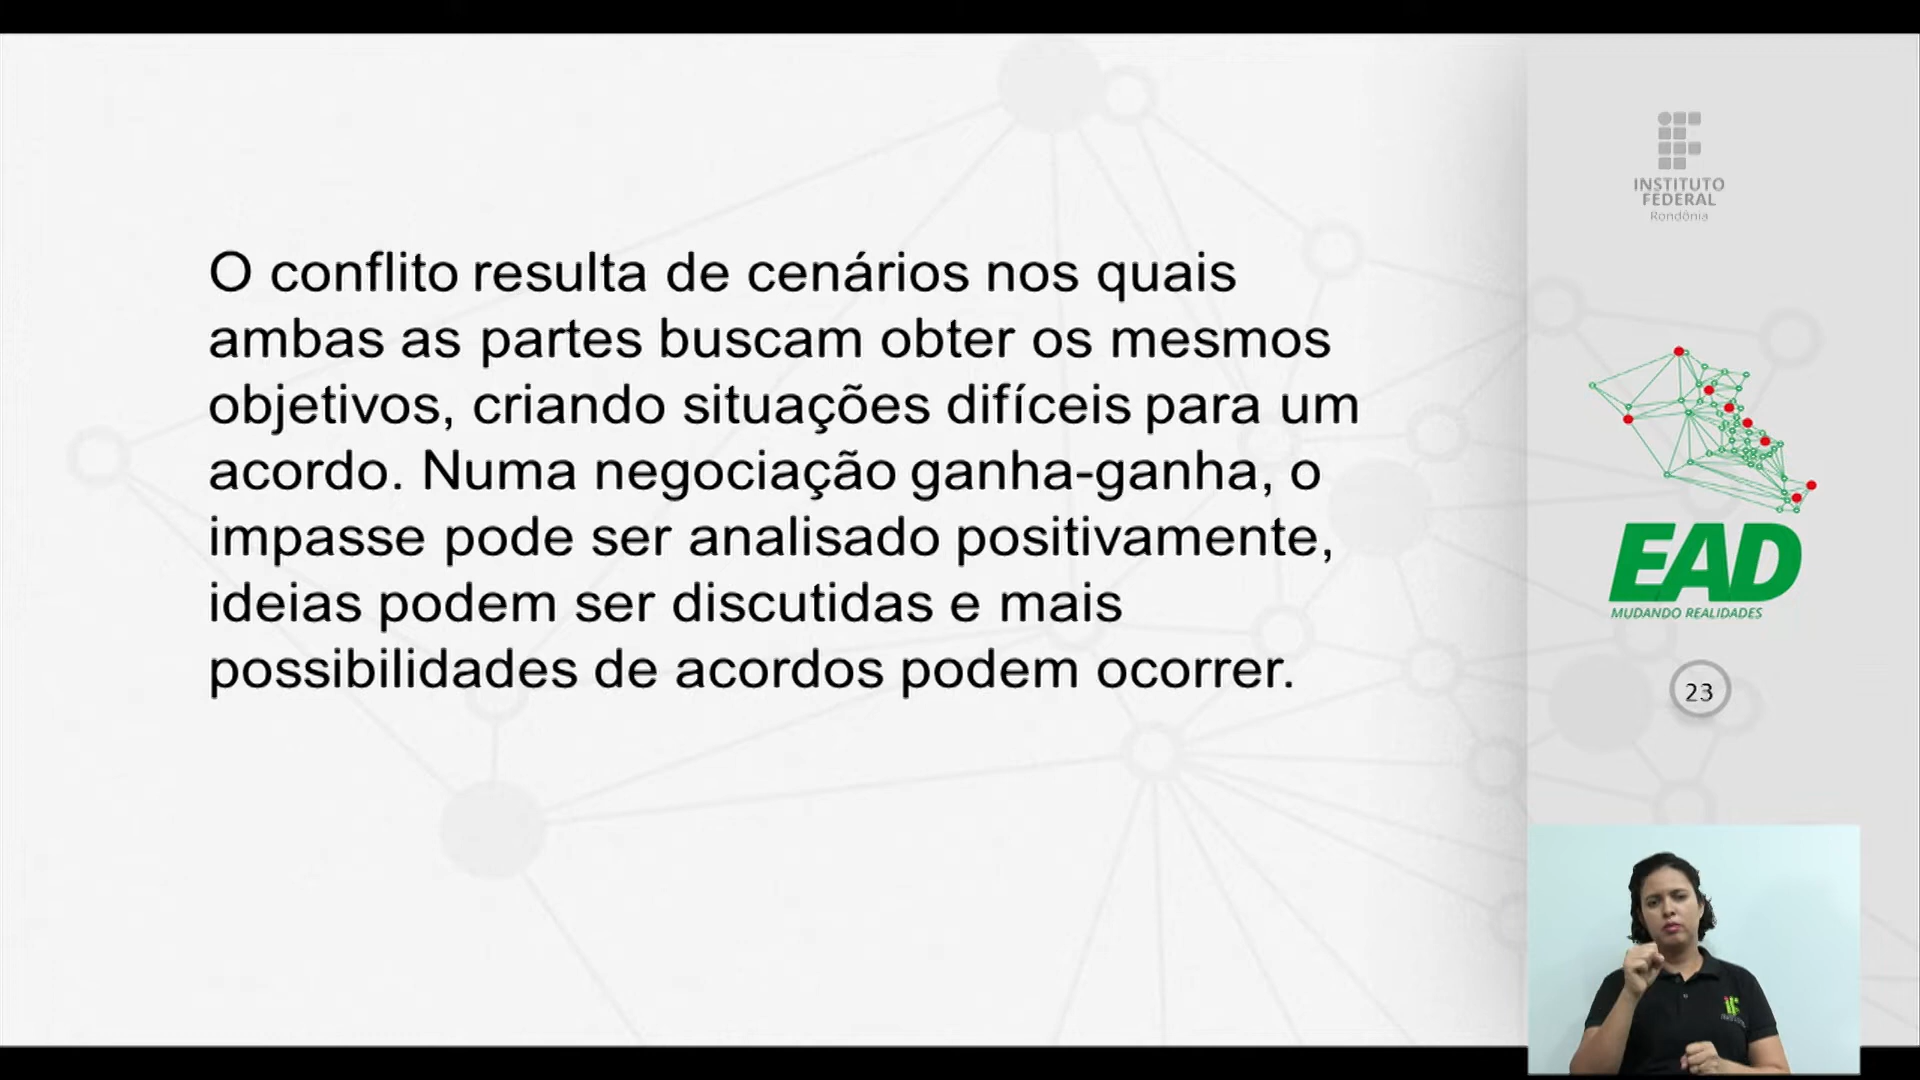 O conflito resulta de cenários nos quais
ambas as partes buscam obter os mesmos
objetivos, criando situações difíceis para um
acordo. Numa negociação ganha-ganha, o
impasse pode ser analisado positivamente,
ideias podem ser discutidas e mais
possibilidades de acordos podem ocorrer.
INSTITUTO
FEDERAL
Rondônia
EAD
MUDANDO REALIDADES
23